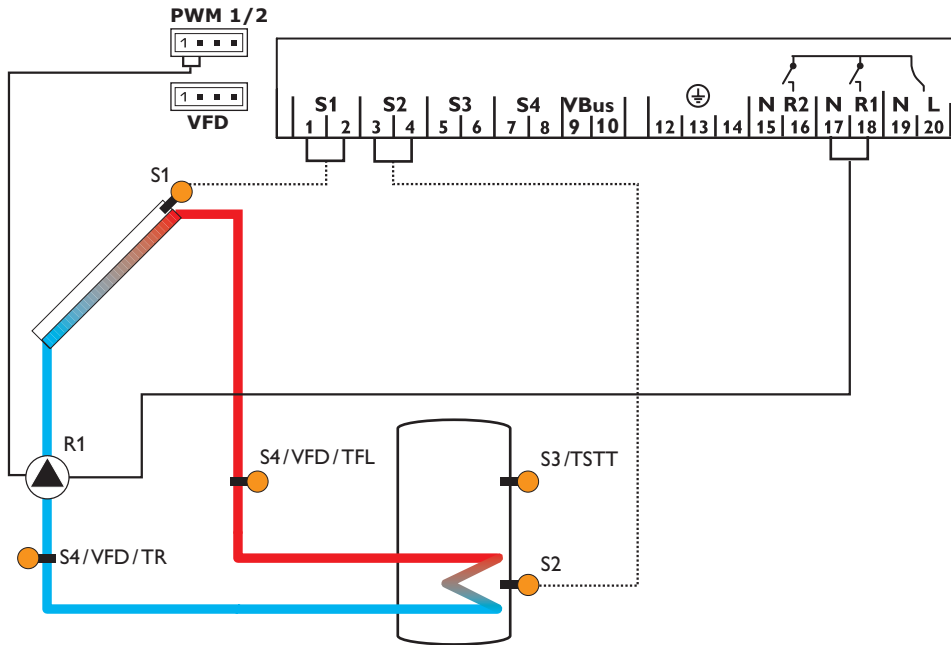 PWM 1/2
1
1
VFD
S1 S2 S3 S4 VBus N R2 N R1 N L
1 2 3 4 5 6 7 8 9 10 12 13 14 15 16 17 18 19 20
S1
R1
S4/VFD/TFL
S3/TSTT
S4/VFD/TR
S2